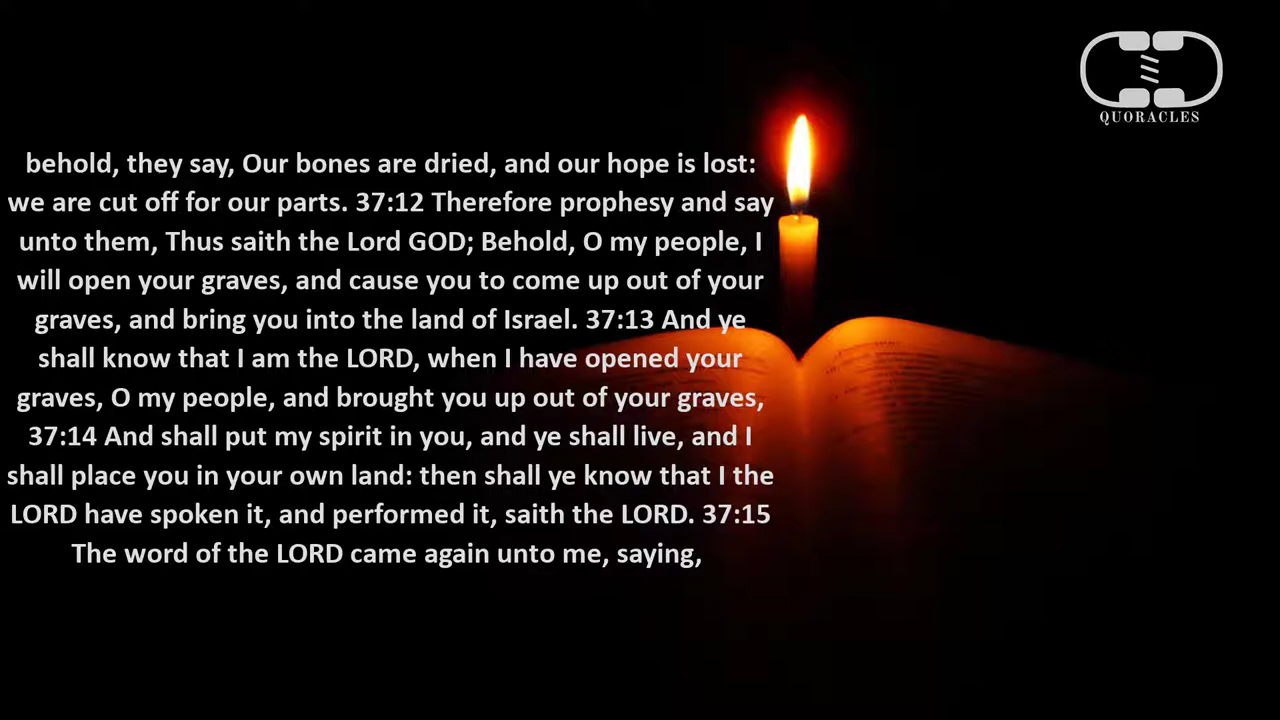 QUORACLES
behold, they say, Our bones are dried, and our hope is lost:
we are cut off for our parts. 37:12 Therefore prophesy and say
unto them, Thus saith the Lord GOD; Behold, O my people, I
will open your graves, and cause you to come up out of your
graves, and bring you into the land of Israel. 37:13 And ye
shall know that I am the LORD, when I have opened your
graves, O my people, and brought you up out of your graves,
37:14 And shall put my spirit in you, and ye shall live, and I
shall place you in your own land: then shall ye know that I the
LORD have spoken it, and performed it, saith the LORD. 37:15
The word of the LORD came again unto me, saying,